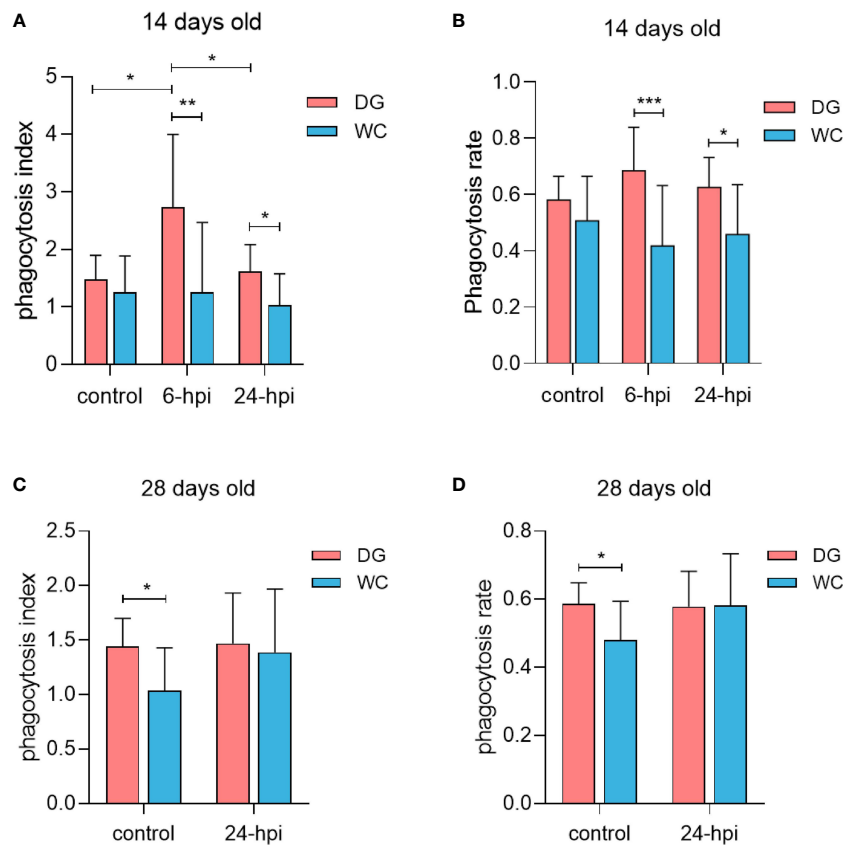 A
14 days old
phagocytosis index
5
4
3
2
1
0
*
*
**
*
DG
WC
control 6-hpi 24-hpi
B
14 days old
Phagocytosis rate
1.0
0.8
0.6
0.4
0.2
0.0
***
*
DG
WC
control 6-hpi 24-hpi
C
28 days old
phagocytosis index
2.5
2.0
1.5
1.0
0.5
0.0
*
DG
WC
control 24-hpi
D
28 days old
phagocytosis rate
0.8
0.6
0.4
0.2
0.0
*
DG
WC
control 24-hpi